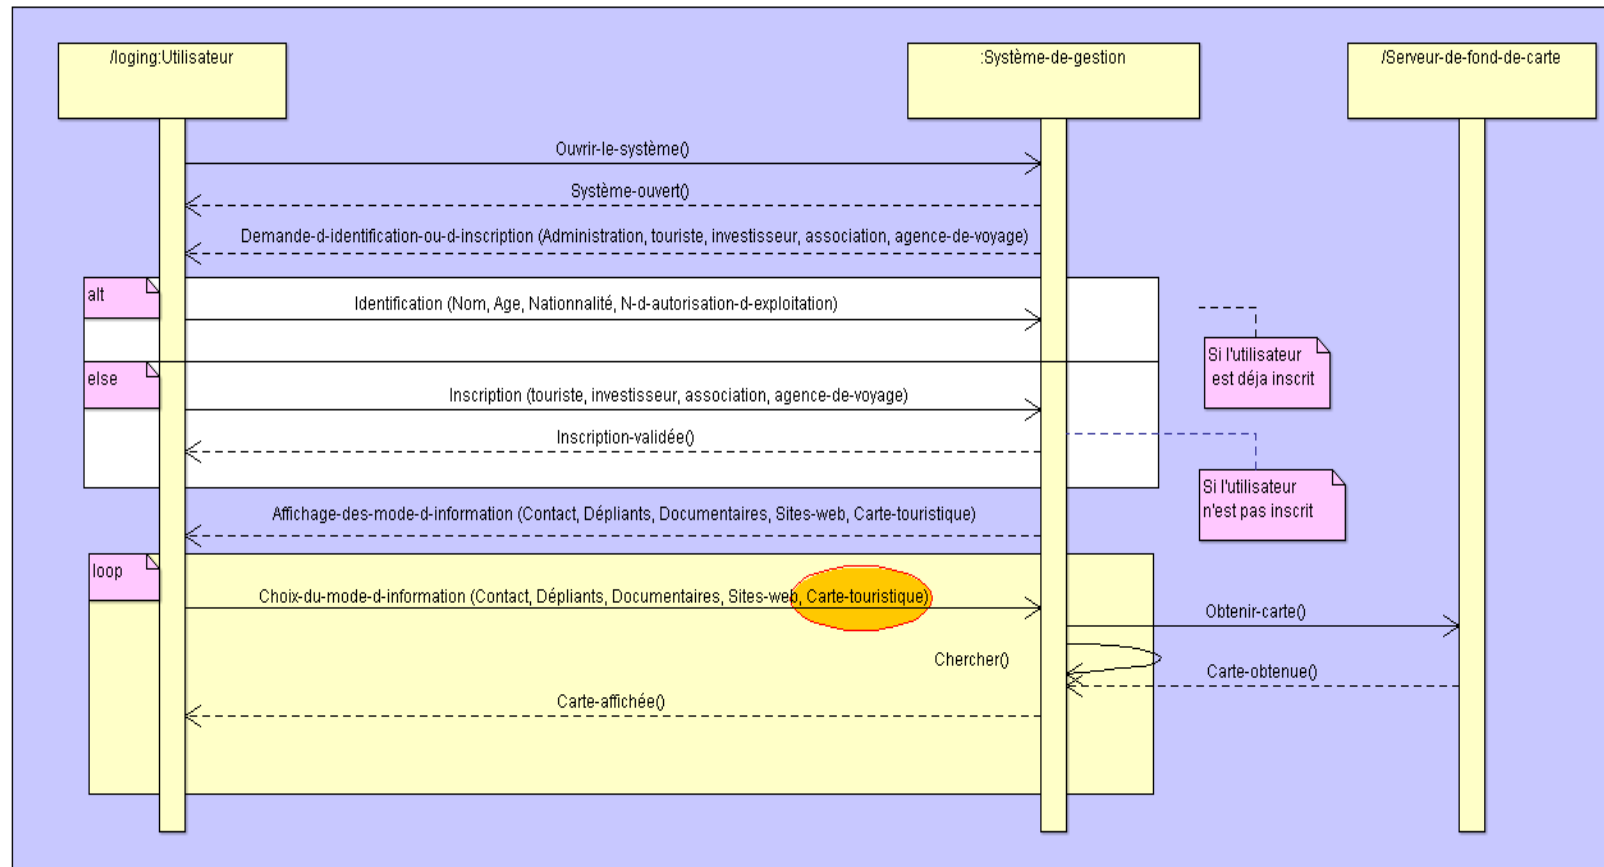 /loging:Utilisateur
:Système-de-gestion
/Serveur-de-fond-de-carte
Ouvrir-le-système()
Système-ouvert()
Demande-d-identification-ou-d-inscription (Administration, touriste, investisseur, association, agence-de-voyage)
alt
Identification (Nom, Age, Nationnalité, N-d-autorisation-d-exploitation)
Si l'utilisateur
est déja inscrit
else
Inscription (touriste, investisseur, association, agence-de-voyage)
Inscription-validée()
Si l'utilisateur
n'est pas inscrit
Affichage-des-mode-d-information (Contact, Dépliants, Documentaires, Sites-web, Carte-touristique)
loop
Choix-du-mode-d-information (Contact, Dépliants, Documentaires, Sites-web, Carte-touristique)
Obtenir-carte()
Chercher()
Carte-obtenue()
Carte-affichée()